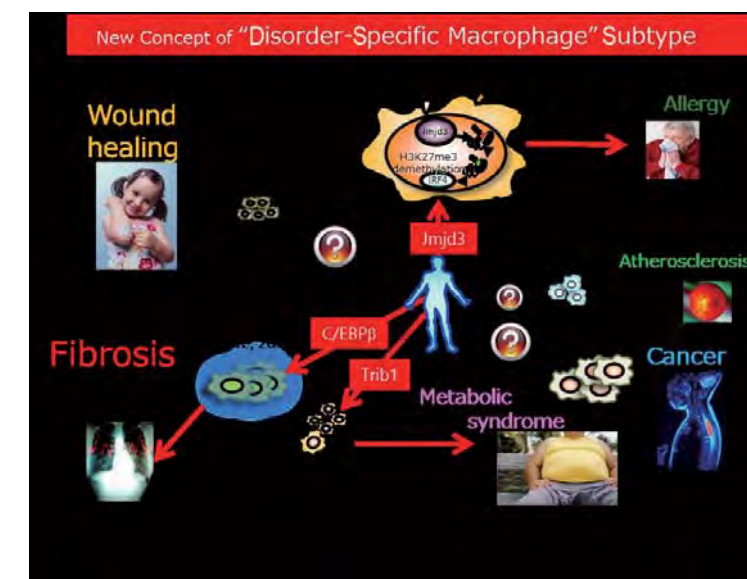 New Concept of "Disorder-Specific Macrophage" Subtype
Wound
healing
Allergy
Jmjd3
H3K27me3
demethylation
IRF4
?
Jmjd3
Atherosclerosis
?
?
C/EBPβ
Fibrosis
Trib1
Cancer
Metabolic
syndrome